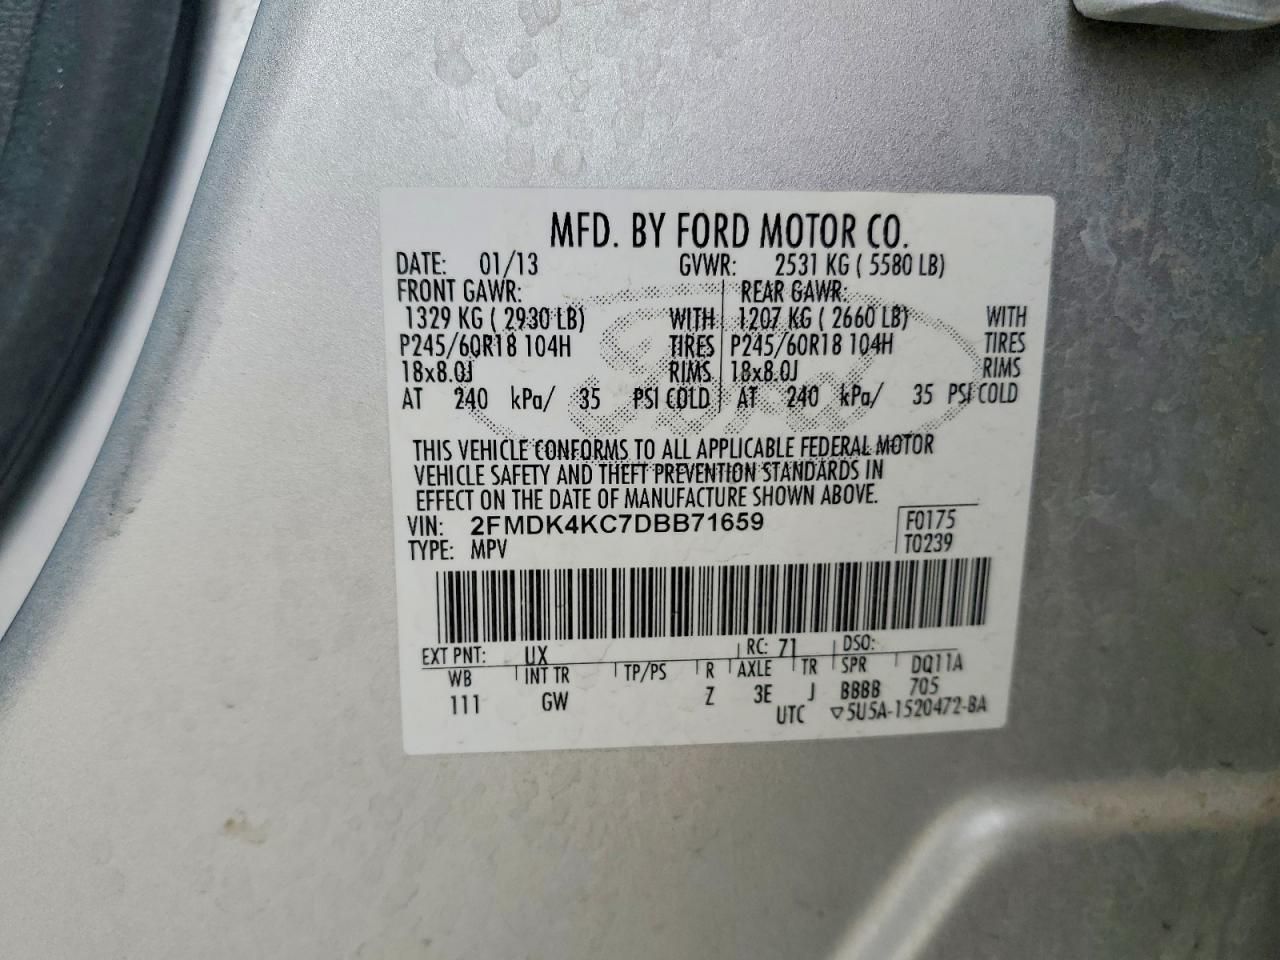 MFD. BY FORD MOTOR CO.
DATE: 01/13 GVWR: 2531 KG ( 5580 LB)
FRONT GAWR: REAR GAWR:
1329 KG ( 2930 LB) WITH 1207 KG ( 2660 LB) WITH
P245/60R18 104H TIRES P245/60R18 104H TIRES
18x8.0J RIMS 18x8.0J RIMS
AT 240 kPa/ 35 PSI COLD AT 240 kPa/ 35 PSI COLD
THIS VEHICLE CONFORMS TO ALL APPLICABLE FEDERAL MOTOR
VEHICLE SAFETY AND THEFT PREVENTION STANDARDS IN
EFFECT ON THE DATE OF MANUFACTURE SHOWN ABOVE.
VIN: 2FMDK4KC7DBB71659 F0175
TYPE: MPV T0239
EXT PNT: UX RC: 71 DSO:
WB INT TR TP/PS R AXLE TR SPR DQ11A
111 GW Z 3E J BBBB 705
UTC ▽5U5A-1520472-BA